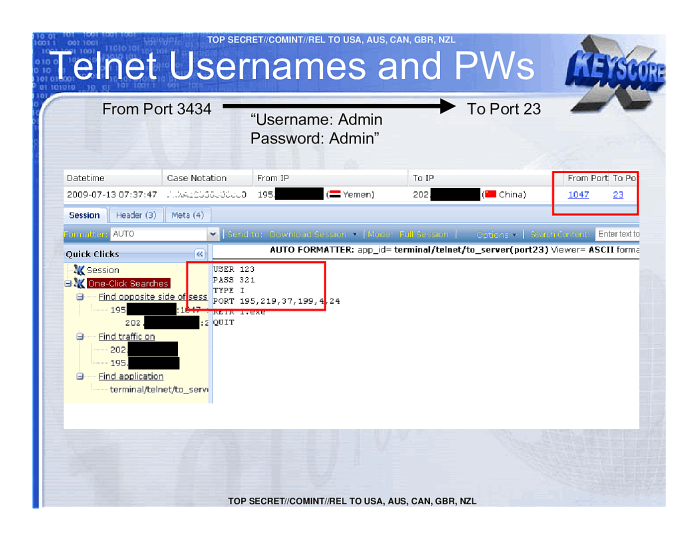 TOP SECRET//COMINT//REL TO USA, AUS, CAN, GBR, NZL
Telnet Usernames and PWs
XKEYSCORE
From Port 3434
"Username: Admin
Password: Admin"
To Port 23
Datetime Case Notation From IP To IP From Port To Po
2009-07-13 07:37:47 195. (Yemen) 202. (China) 1047 23
Session Header (3) Meta (4)
Formatter: AUTO Send to: Download Session Mode: Full Session Options Search Content Enter text to
Quick Clicks
AUTO FORMATTER: app_id= terminal/telnet/to_server(port23) Viewer= ASCII forma
Session
One-Click Searches
Find opposite side of sess
195. :1047
202. :2
Find traffic on
202.
195.
Find application
terminal/telnet/to_serv
USER 123
PASS 321
TYPE I
PORT 195,219,37,199,4,24
RETR 1.exe
QUIT
TOP SECRET//COMINT//REL TO USA, AUS, CAN, GBR, NZL